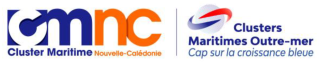 cmnc
Cluster Maritime Nouvelle-Calédonie
Clusters
Maritimes Outre-mer
Cap sur la croissance bleue